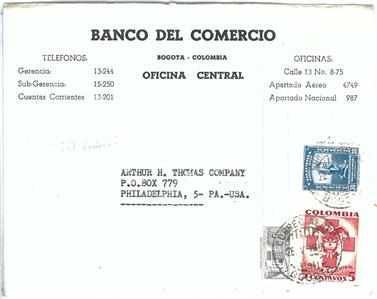 BANCO DEL COMERCIO
BOGOTA - COLOMBIA
OFICINA CENTRAL
TELEFONOS:
Gerencia: 13-244
Sub-Gerencia: 15-250
Cuentas Corrientes 13-201
OFICINAS:
Calle 13 No. 8-75
Apartado Aéreo 4749
Apartado Nacional 987
ARTHUR H. THOMAS COMPANY
P.O.BOX 779
PHILADELPHIA, 5- PA.-USA.
COLOMBIA
5